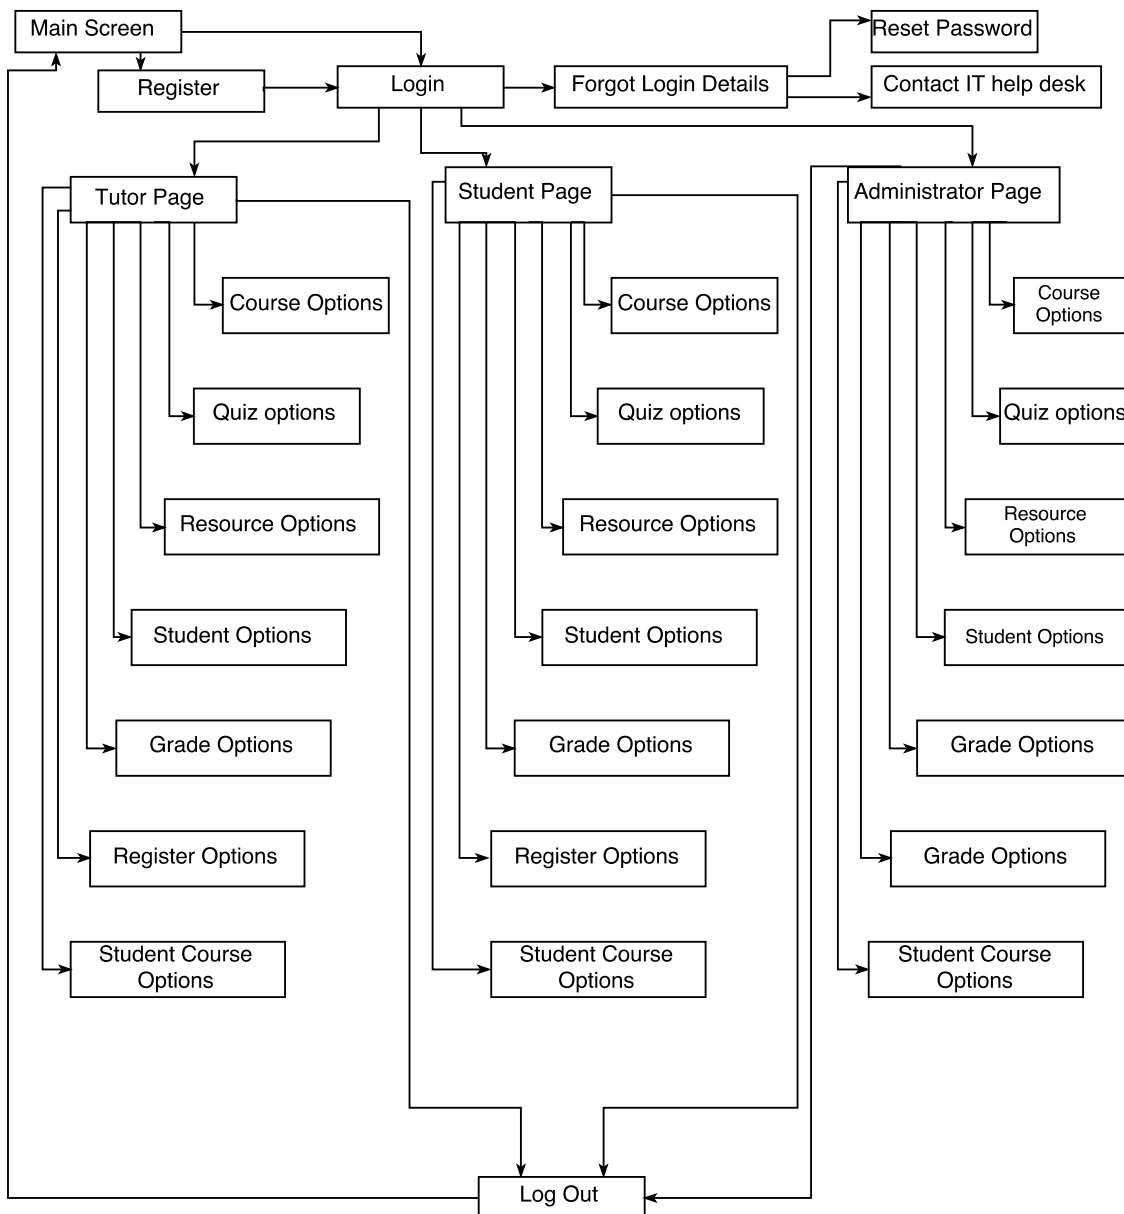 Main Screen
Reset Password
Register
Login
Forgot Login Details
Contact IT help desk
Tutor Page
Student Page
Administrator Page
Course Options
Course Options
Course
Options
Quiz options
Quiz options
Quiz options
Resource Options
Resource Options
Resource
Options
Student Options
Student Options
Student Options
Grade Options
Grade Options
Grade Options
Register Options
Register Options
Grade Options
Student Course
Options
Student Course
Options
Student Course
Options
Log Out